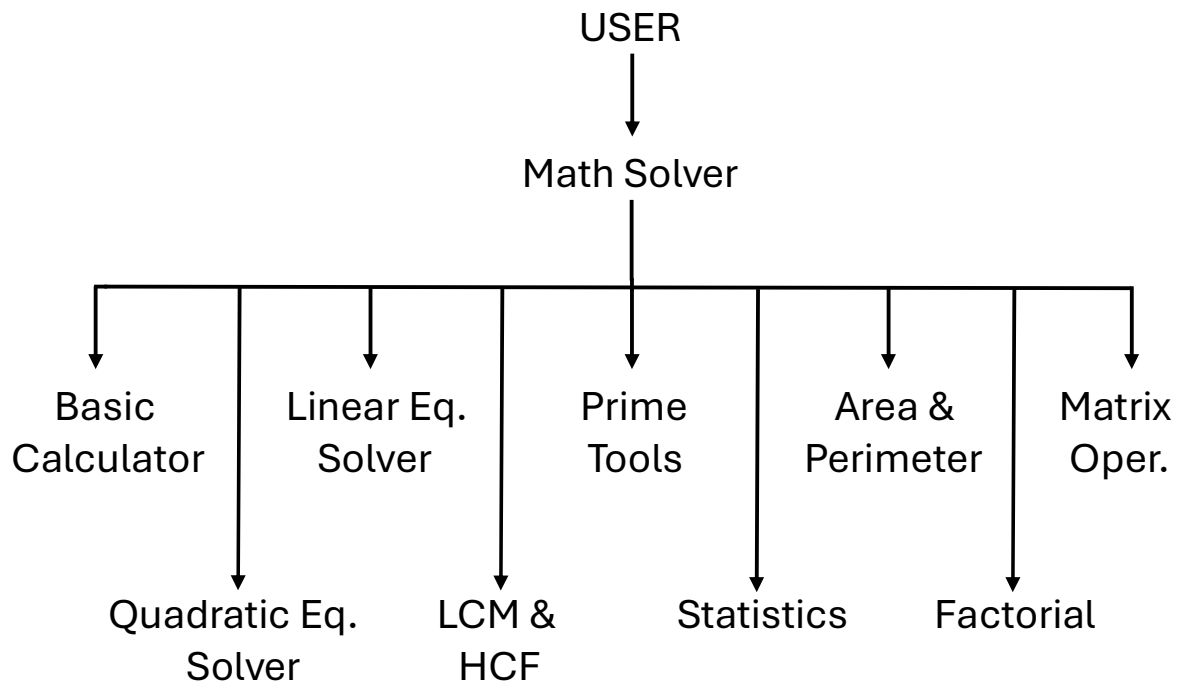 USER
Math Solver
Basic
Calculator
Linear Eq.
Solver
Prime
Tools
Area &
Perimeter
Matrix
Oper.
Quadratic Eq.
Solver
LCM &
HCF
Statistics
Factorial